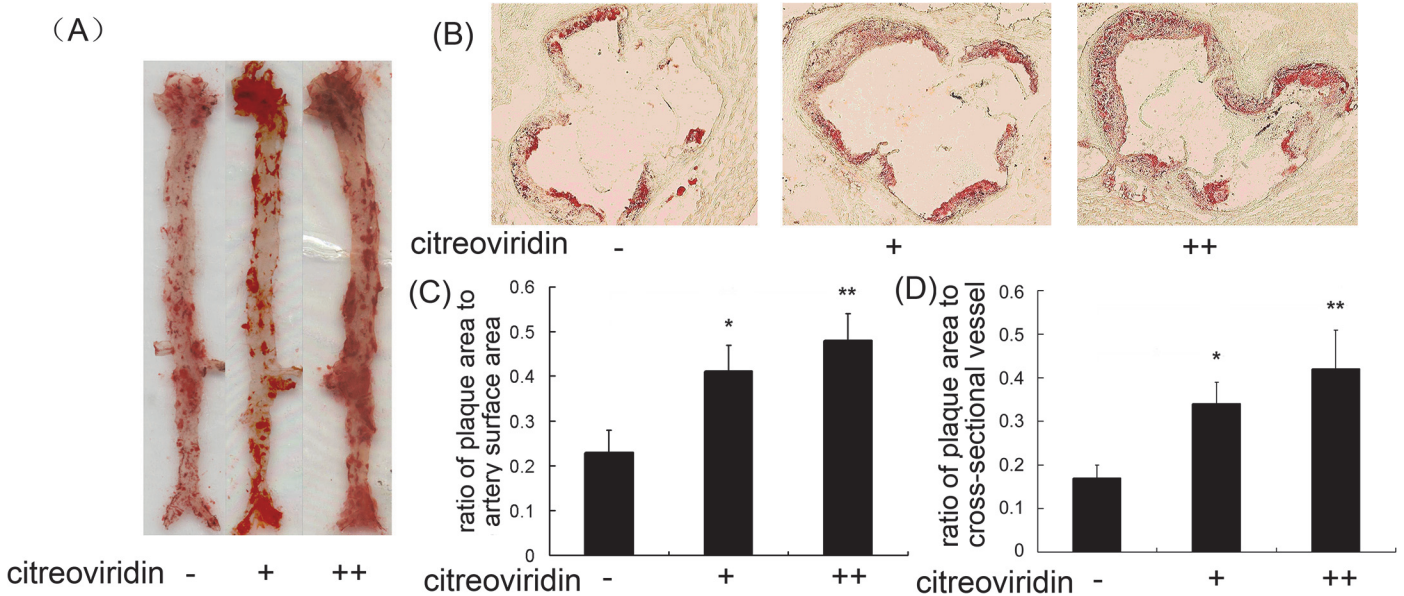 （A）
citreoviridin - + ++
(B)
citreoviridin - + ++
(C)
ratio of plaque area to
artery surface area
0.6
0.5
0.4
0.3
0.2
0.1
0
* **
citreoviridin - + ++
(D)
ratio of plaque area to
cross-sectional vessel
0.6
0.5
0.4
0.3
0.2
0.1
0
* **
citreoviridin - + ++